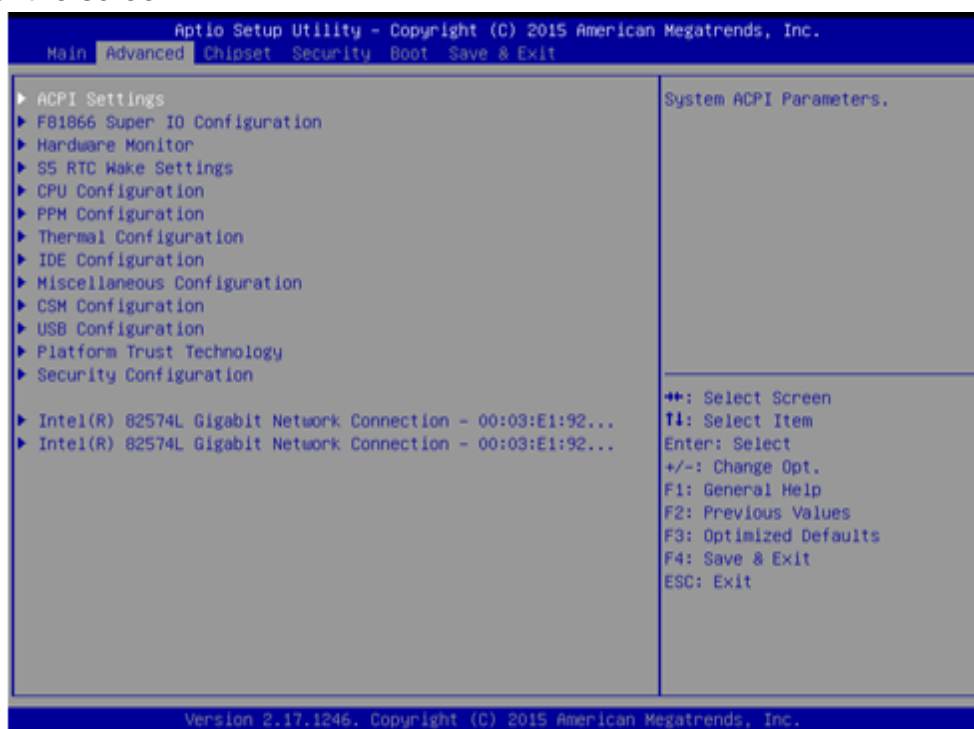 Aptio Setup Utility – Copyright (C) 2015 American Megatrends, Inc.
Main Advanced Chipset Security Boot Save & Exit
▶ ACPI Settings
▶ F81866 Super IO Configuration
▶ Hardware Monitor
▶ S5 RTC Wake Settings
▶ CPU Configuration
▶ PPM Configuration
▶ Thermal Configuration
▶ IDE Configuration
▶ Miscellaneous Configuration
▶ CSM Configuration
▶ USB Configuration
▶ Platform Trust Technology
▶ Security Configuration
▶ Intel(R) 82574L Gigabit Network Connection – 00:03:E1:92...
▶ Intel(R) 82574L Gigabit Network Connection – 00:03:E1:92...
System ACPI Parameters.
→←: Select Screen
↑↓: Select Item
Enter: Select
+/-: Change Opt.
F1: General Help
F2: Previous Values
F3: Optimized Defaults
F4: Save & Exit
ESC: Exit
Version 2.17.1246. Copyright (C) 2015 American Megatrends, Inc.